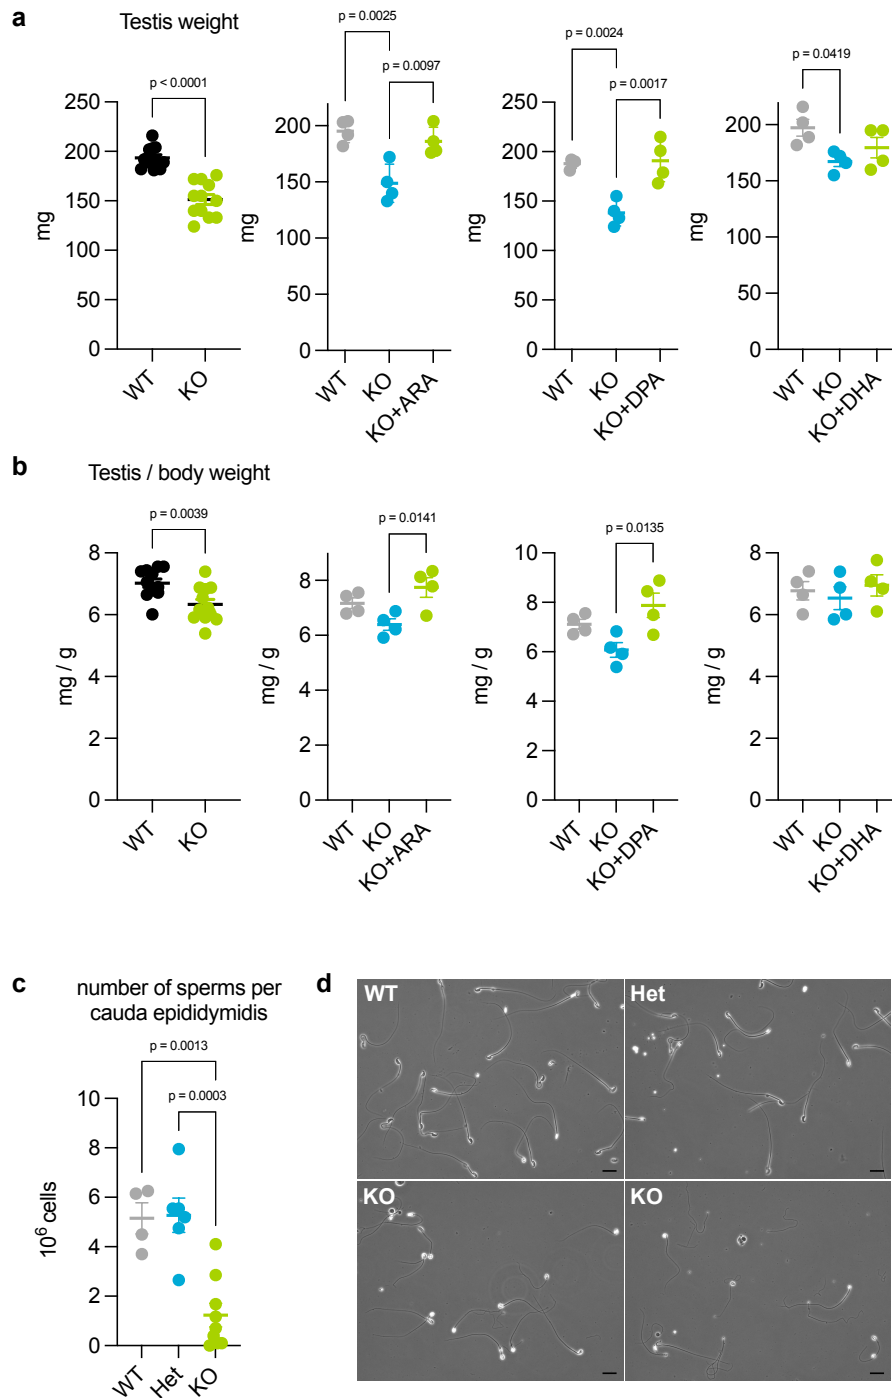 a
Testis weight
p < 0.0001
p = 0.0025
p = 0.0097
p = 0.0024
p = 0.0017
p = 0.0419
250
200
150
100
50
0
mg
WT
KO
200
150
100
50
0
mg
WT
KO
KO+ARA
250
200
150
100
50
0
mg
WT
KO
KO+DPA
200
150
100
50
0
mg
WT
KO
KO+DHA
b
Testis / body weight
p = 0.0039
p = 0.0141
p = 0.0135
8
6
4
2
0
mg / g
WT
KO
8
6
4
2
0
mg / g
WT
KO
KO+ARA
10
8
6
4
2
0
mg / g
WT
KO
KO+DPA
8
6
4
2
0
mg / g
WT
KO
KO+DHA
c
number of sperms per
cauda epididymidis
p = 0.0013
p = 0.0003
10
8
6
4
2
0
10⁶ cells
WT
Het
KO
d
WT
Het
KO
KO